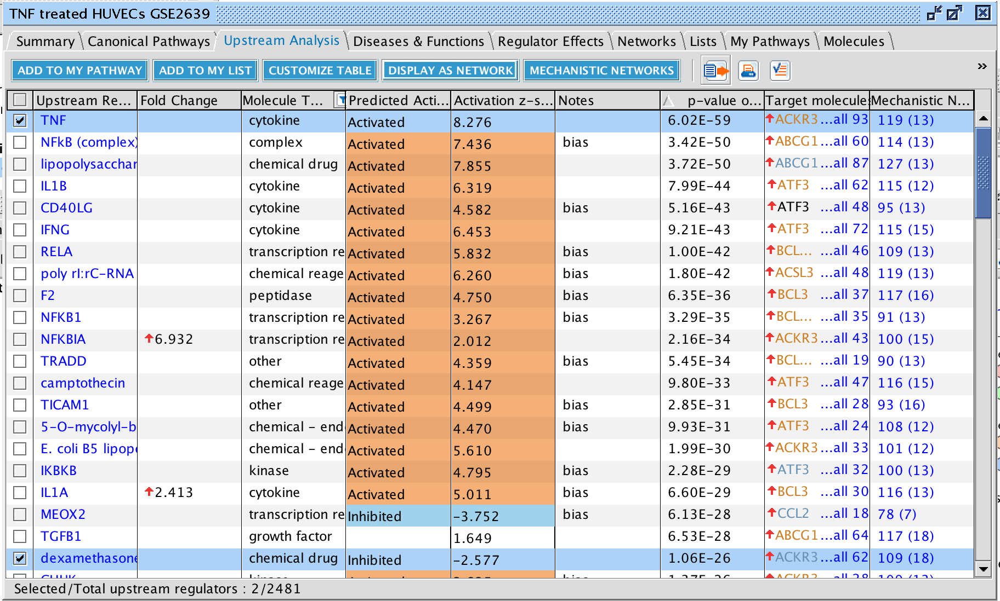 TNF treated HUVECs GSE2639
Summary Canonical Pathways Upstream Analysis Diseases & Functions Regulator Effects Networks Lists My Pathways Molecules
ADD TO MY PATHWAY ADD TO MY LIST CUSTOMIZE TABLE DISPLAY AS NETWORK MECHANISTIC NETWORKS »
Upstream Re... Fold Change Molecule T... Predicted Acti... Activation z-s... Notes p-value o... Target molecules Mechanistic N...
TNF cytokine Activated 8.276 6.02E-59 ACKR3 ...all 93 119 (13)
NFkB (complex) complex Activated 7.436 bias 3.42E-50 ABCG1 ...all 60 114 (13)
lipopolysacchar chemical drug Activated 7.855 3.72E-50 ABCG1 ...all 87 127 (13)
IL1B cytokine Activated 6.319 7.99E-44 ATF3 ...all 62 115 (12)
CD40LG cytokine Activated 4.582 bias 5.16E-43 ATF3 ...all 48 95 (13)
IFNG cytokine Activated 6.453 9.21E-43 ATF3 ...all 72 115 (15)
RELA transcription re Activated 5.832 bias 1.00E-42 BCL... ...all 46 109 (13)
poly rI:rC-RNA chemical reage Activated 6.260 bias 1.80E-42 ACSL3 ...all 48 119 (13)
F2 peptidase Activated 4.750 bias 6.35E-36 BCL3 ...all 37 117 (16)
NFKB1 transcription re Activated 3.267 bias 3.29E-35 BCL... ...all 35 91 (13)
NFKBIA 6.932 transcription re Activated 2.012 2.16E-34 ACKR3 ...all 43 100 (15)
TRADD other Activated 4.359 bias 5.45E-34 BCL... ...all 19 90 (13)
camptothecin chemical reage Activated 4.147 9.80E-33 ATF3 ...all 47 116 (15)
TICAM1 other Activated 4.499 bias 2.85E-31 BCL3 ...all 28 93 (16)
5-O-mycolyl-b chemical - end Activated 4.470 bias 9.93E-31 ATF3 ...all 24 108 (12)
E. coli B5 lipop chemical - end Activated 5.610 1.99E-30 ACKR3 ...all 33 101 (12)
IKBKB kinase Activated 4.795 bias 2.28E-29 ATF3 ...all 32 100 (13)
IL1A 2.413 cytokine Activated 5.011 bias 6.60E-29 BCL3 ...all 30 116 (13)
MEOX2 transcription re Inhibited -3.752 bias 6.13E-28 CCL2 ...all 18 78 (7)
TGFB1 growth factor 1.649 6.53E-28 ABCG1 ...all 64 117 (18)
dexamethasone chemical drug Inhibited -2.577 1.06E-26 ACKR3 ...all 62 109 (18)
Selected/Total upstream regulators : 2/2481